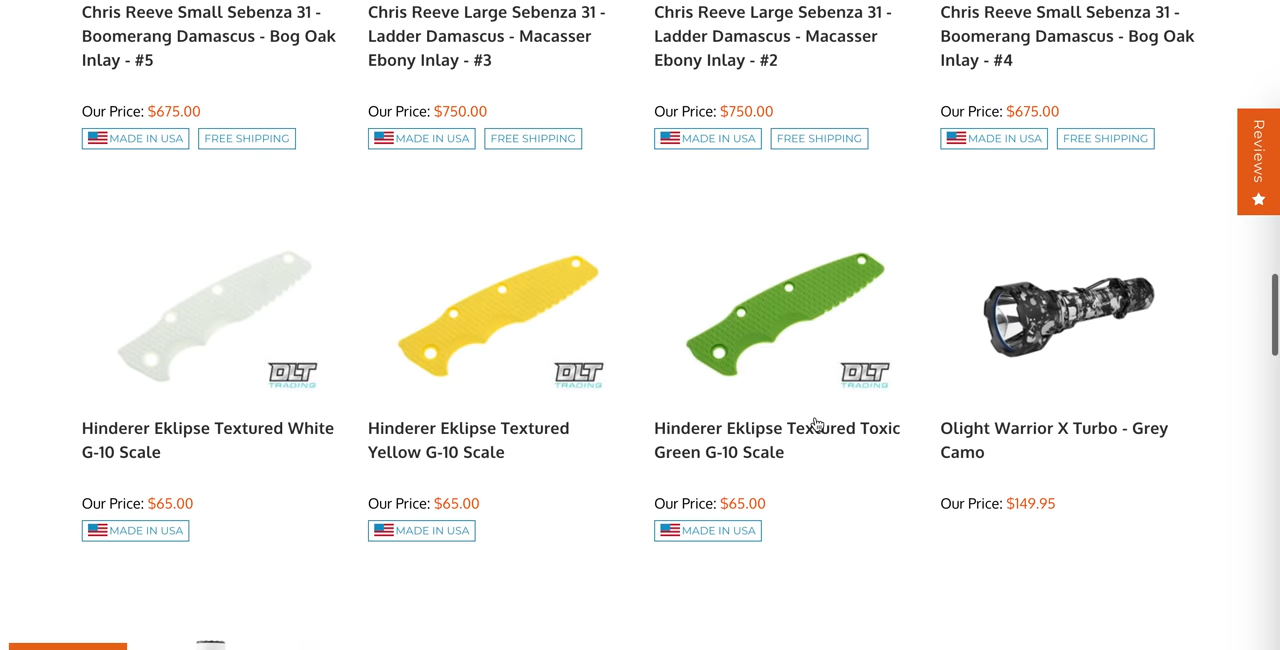 Chris Reeve Small Sebenza 31 -
Boomerang Damascus - Bog Oak
Inlay - #5
Our Price: $675.00
MADE IN USA
FREE SHIPPING
Chris Reeve Large Sebenza 31 -
Ladder Damascus - Macasser
Ebony Inlay - #3
Our Price: $750.00
MADE IN USA
FREE SHIPPING
Chris Reeve Large Sebenza 31 -
Ladder Damascus - Macasser
Ebony Inlay - #2
Our Price: $750.00
MADE IN USA
FREE SHIPPING
Chris Reeve Small Sebenza 31 -
Boomerang Damascus - Bog Oak
Inlay - #4
Our Price: $675.00
MADE IN USA
FREE SHIPPING
Reviews
DLT
TRADING
Hinderer Eklipse Textured White
G-10 Scale
Our Price: $65.00
MADE IN USA
DLT
TRADING
Hinderer Eklipse Textured
Yellow G-10 Scale
Our Price: $65.00
MADE IN USA
DLT
TRADING
Hinderer Eklipse Textured Toxic
Green G-10 Scale
Our Price: $65.00
MADE IN USA
Olight Warrior X Turbo - Grey
Camo
Our Price: $149.95